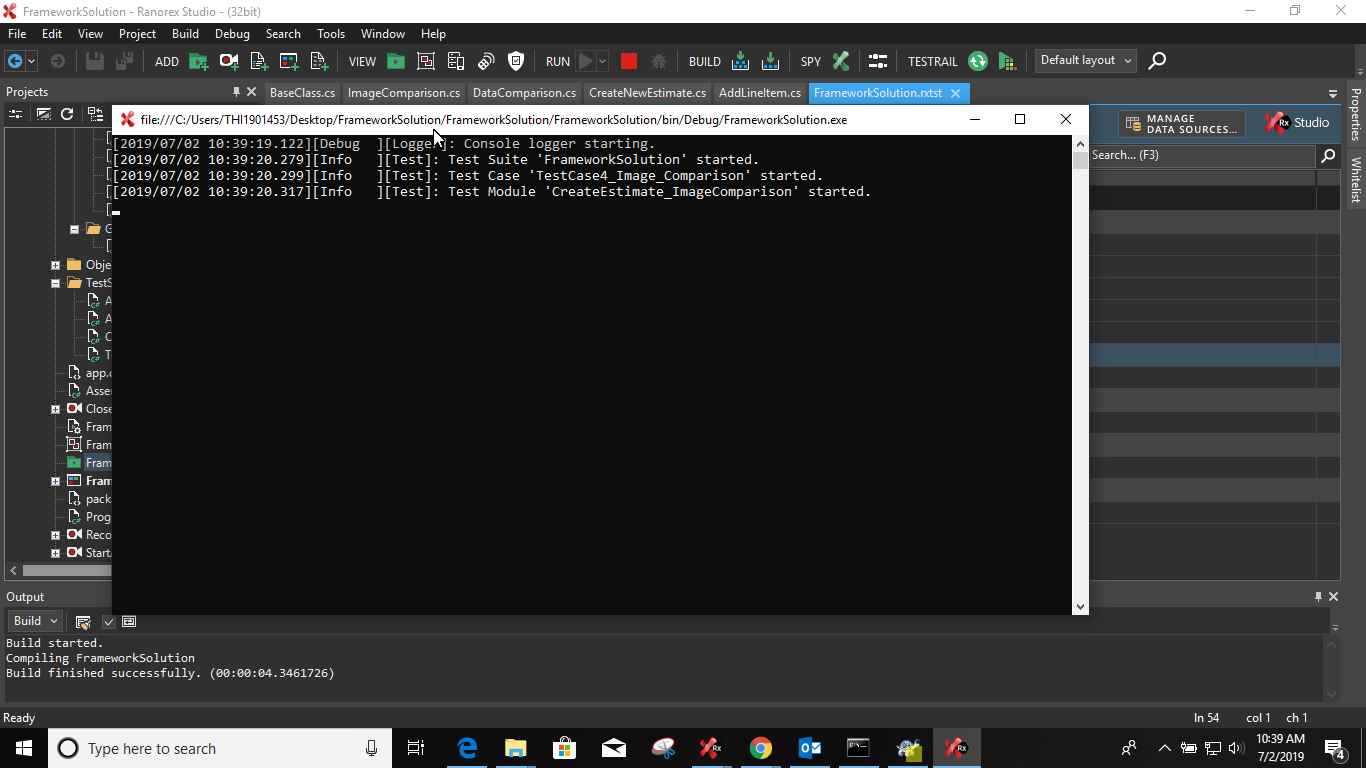 FrameworkSolution - Ranorex Studio - (32bit)
File Edit View Project Build Debug Search Tools Window Help
ADD VIEW RUN BUILD SPY TESTRAIL Default layout
Projects
BaseClass.cs ImageComparison.cs DataComparison.cs CreateNewEstimate.cs AddLineItem.cs FrameworkSolution.rxtst
Properties
Whitelist
file:///C:/Users/THI1901453/Desktop/FrameworkSolution/FrameworkSolution/FrameworkSolution/bin/Debug/FrameworkSolution.exe
MANAGE
DATA SOURCES...
Rx Studio
Search... (F3)
[2019/07/02 10:39:19.122][Debug ][Logger]: Console logger starting.
[2019/07/02 10:39:20.279][Info ][Test]: Test Suite 'FrameworkSolution' started.
[2019/07/02 10:39:20.299][Info ][Test]: Test Case 'TestCase4_Image_Comparison' started.
[2019/07/02 10:39:20.317][Info ][Test]: Test Module 'CreateEstimate_ImageComparison' started.
G
Obje
TestS
A
A
C
T
app.c
Asse
Close
Fram
Fram
Fram
Fram
pack
Prog
Reco
Start
Output
Build
Build started.
Compiling FrameworkSolution
Build finished successfully. (00:00:04.3461726)
Ready
ln 54 col 1 ch 1
Type here to search
10:39 AM
7/2/2019
4